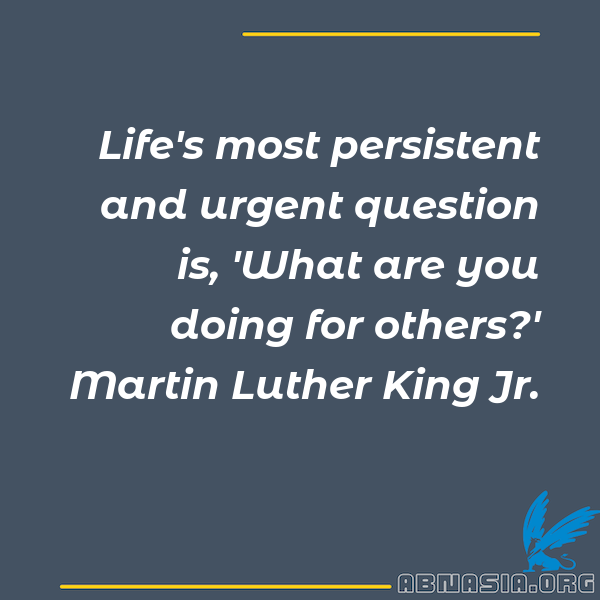 Life's most persistent
and urgent question
is, 'What are you
doing for others?'
Martin Luther King Jr.
ABNASIA.ORG